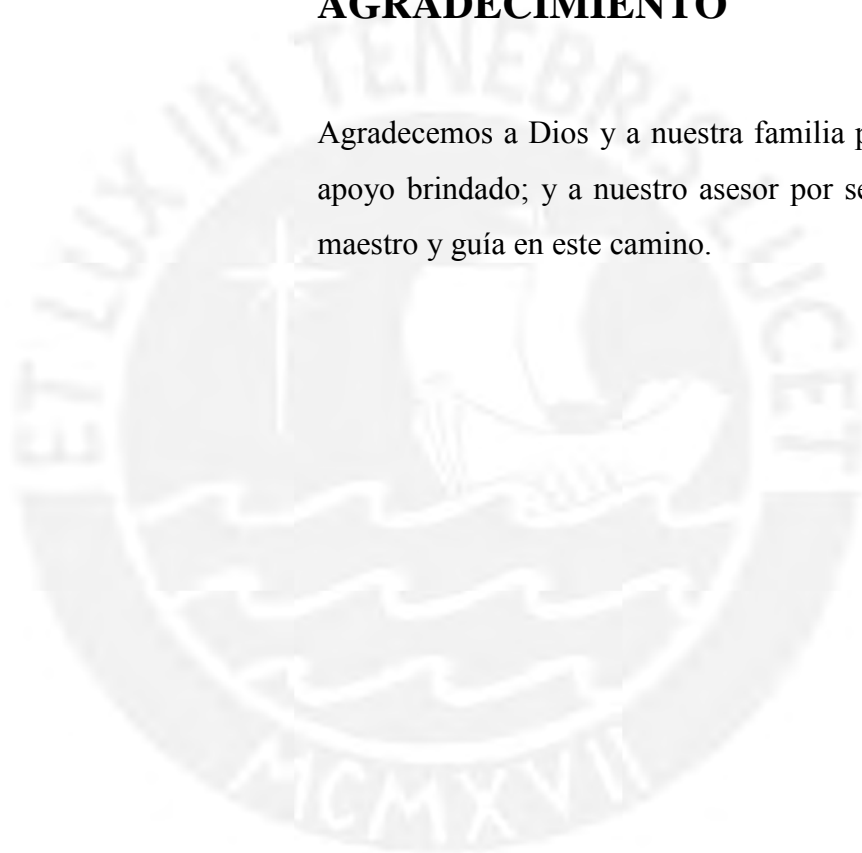 AGRADECIMIENTO
Agradecemos a Dios y a nuestra familia
apoyo brindado; y a nuestro asesor por
maestro y guía en este camino.
ET LUX IN TENEBRIS LUCET
MCMXVII